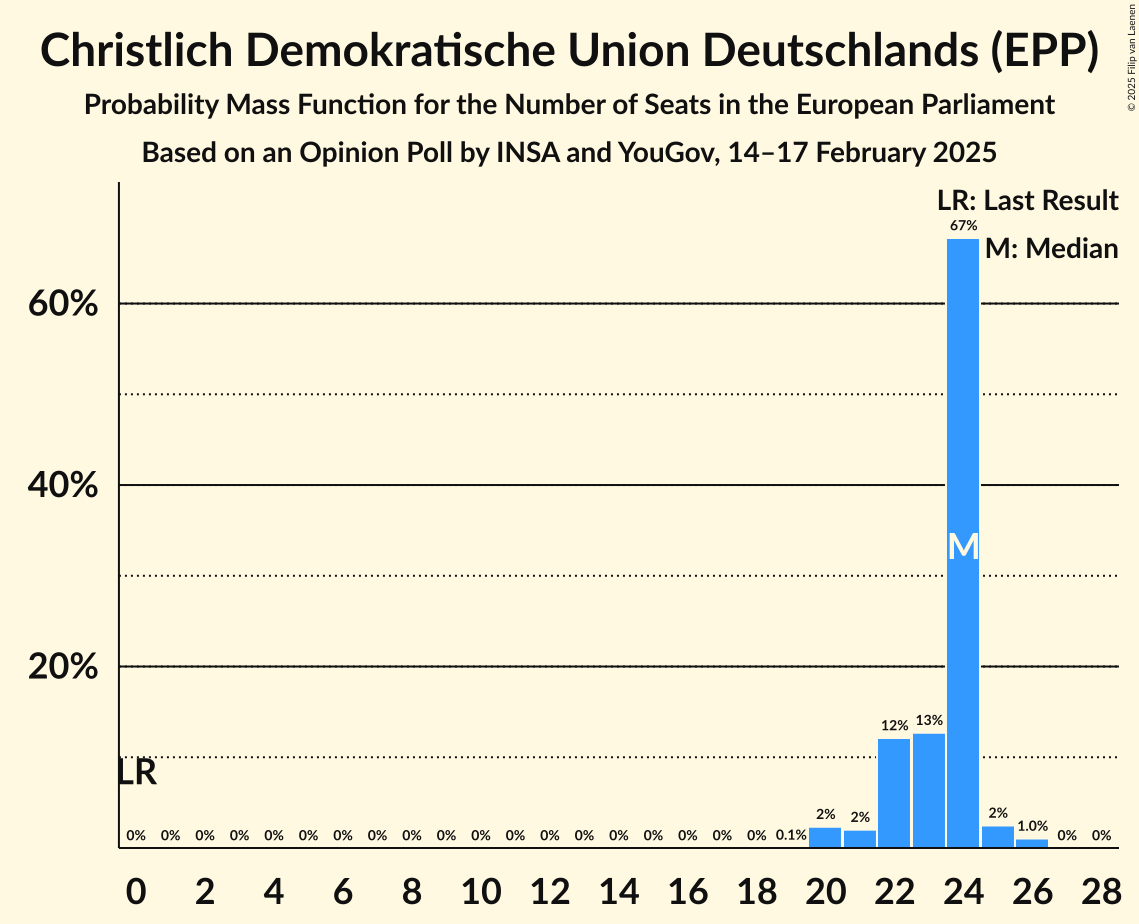 Christlich Demokratische Union Deutschlands (EPP)
Probability Mass Function for the Number of Seats in the European Parliament
Based on an Opinion Poll by INSA and YouGov, 14–17 February 2025
© 2025 Filip van Laenen
LR: Last Result
M: Median
67%
60%
40%
M
20%
12% 13%
LR
0% 0% 0% 0% 0% 0% 0% 0% 0% 0% 0% 0% 0% 0% 0% 0% 0% 0% 0% 0.1% 2% 2% 2% 1.0% 0% 0%
0 2 4 6 8 10 12 14 16 18 20 22 24 26 28